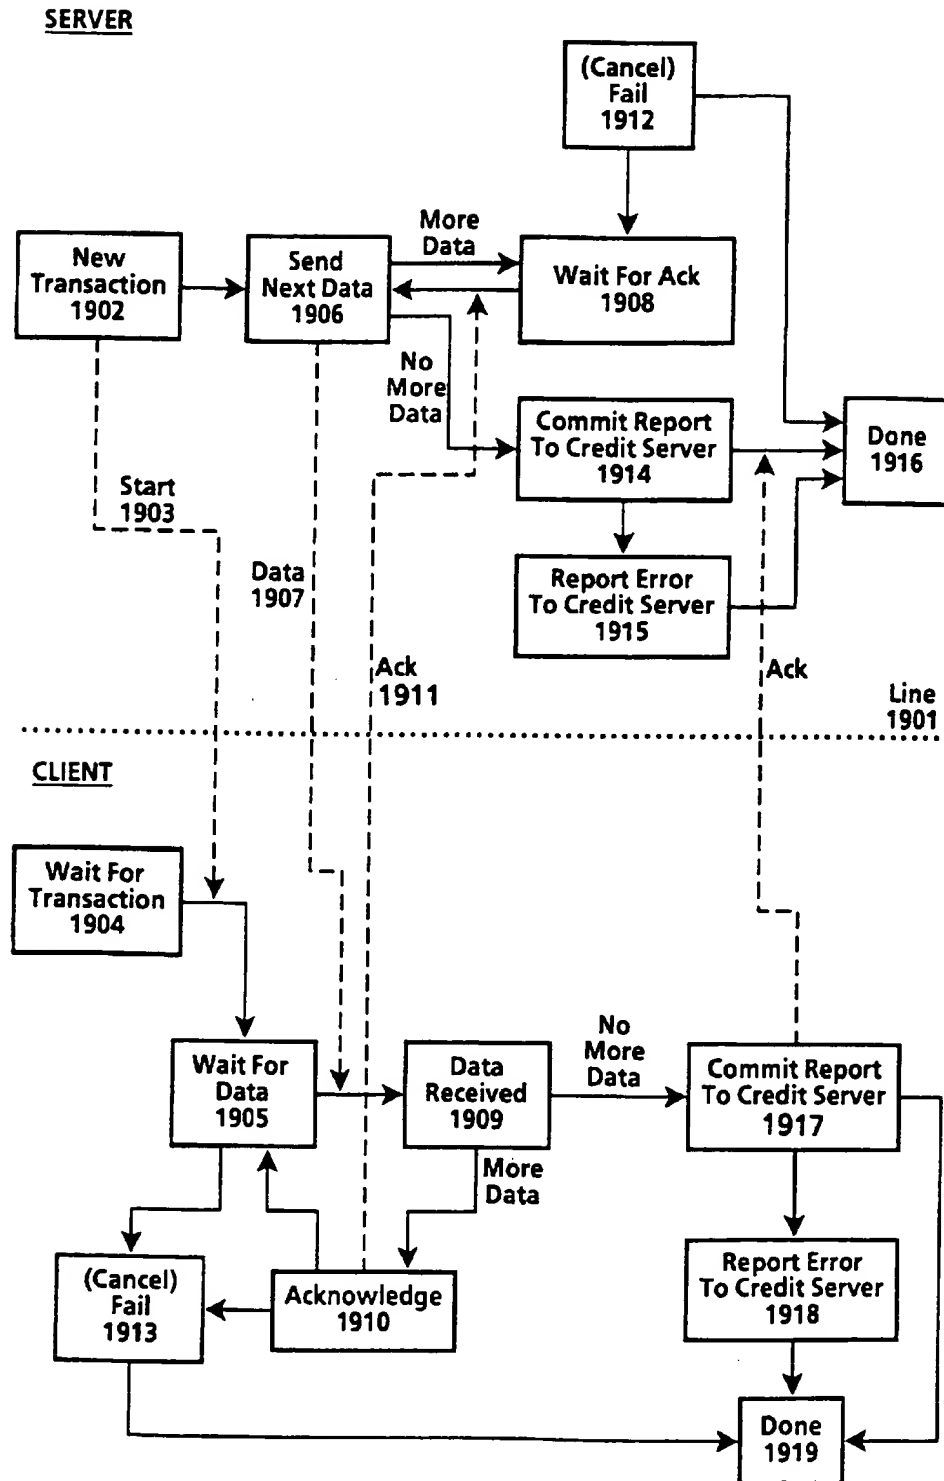 SERVER
(Cancel)
Fail
1912
More
Data
New
Transaction
1902
Send
Next Data
1906
Wait For Ack
1908
No
More
Data
Commit Report
To Credit Server
1914
Done
1916
Start
1903
Data
1907
Report Error
To Credit Server
1915
Ack
1911
Ack
Line
1901
CLIENT
Wait For
Transaction
1904
Wait For
Data
1905
Data
Received
1909
No
More
Data
Commit Report
To Credit Server
1917
More
Data
(Cancel)
Fail
1913
Acknowledge
1910
Report Error
To Credit Server
1918
Done
1919